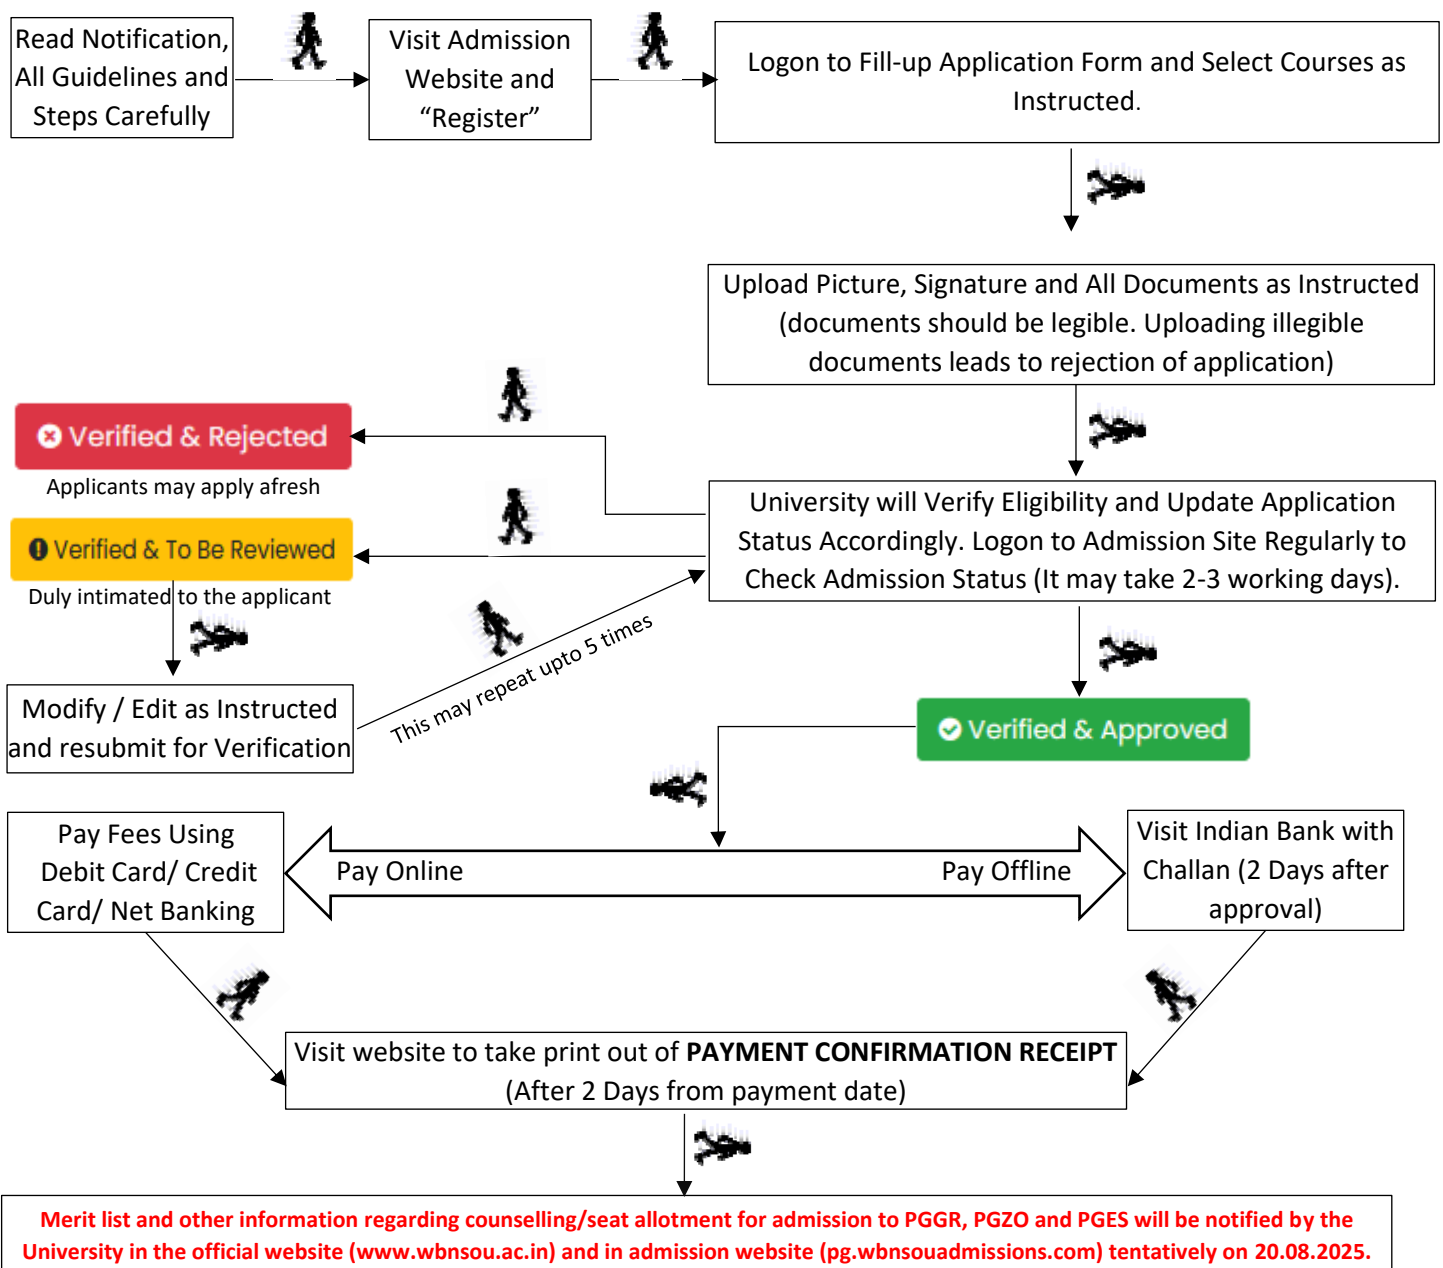 Read Notification,
All Guidelines and
Steps Carefully
Visit Admission
Website and
“Register”
Logon to Fill-up Application Form and Select Courses as
Instructed.
Upload Picture, Signature and All Documents as Instructed
(documents should be legible. Uploading illegible
documents leads to rejection of application)
Verified & Rejected
Applicants may apply afresh
Verified & To Be Reviewed
Duly intimated to the applicant
University will Verify Eligibility and Update Application
Status Accordingly. Logon to Admission Site Regularly to
Check Admission Status (It may take 2-3 working days).
Modify / Edit as Instructed
and resubmit for Verification
This may repeat upto 5 times
Verified & Approved
Pay Fees Using
Debit Card/ Credit
Card/ Net Banking
Pay Online
Pay Offline
Visit Indian Bank with
Challan (2 Days after
approval)
Visit website to take print out of PAYMENT CONFIRMATION RECEIPT
(After 2 Days from payment date)
Merit list and other information regarding counselling/seat allotment for admission to PGGR, PGZO and PGES will be notified by the
University in the official website (www.wbnsou.ac.in) and in admission website (pg.wbnsouadmissions.com) tentatively on 20.08.2025.